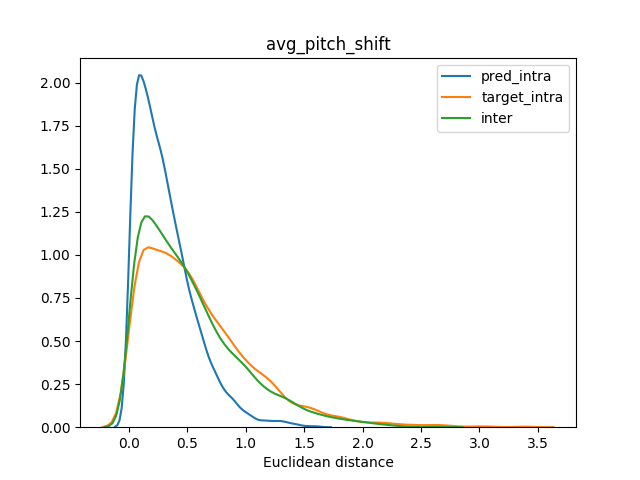 avg_pitch_shift
pred_intra
target_intra
inter
2.00
1.75
1.50
1.25
1.00
0.75
0.50
0.25
0.00
0.0 0.5 1.0 1.5 2.0 2.5 3.0 3.5
Euclidean distance